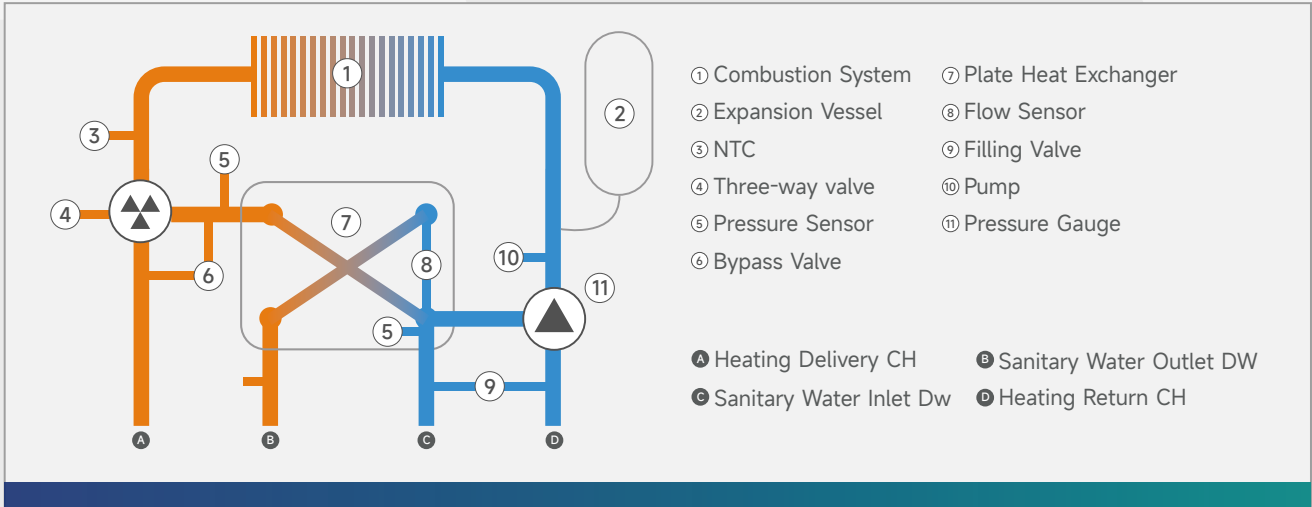 1
2
3
5
4
7
6
8
10
11
5
9
A
B
C
D
① Combustion System
② Expansion Vessel
③ NTC
④ Three-way valve
⑤ Pressure Sensor
⑥ Bypass Valve
⑦ Plate Heat Exchanger
⑧ Flow Sensor
⑨ Filling Valve
⑩ Pump
⑪ Pressure Gauge
A Heating Delivery CH
B Sanitary Water Outlet DW
C Sanitary Water Inlet Dw
D Heating Return CH